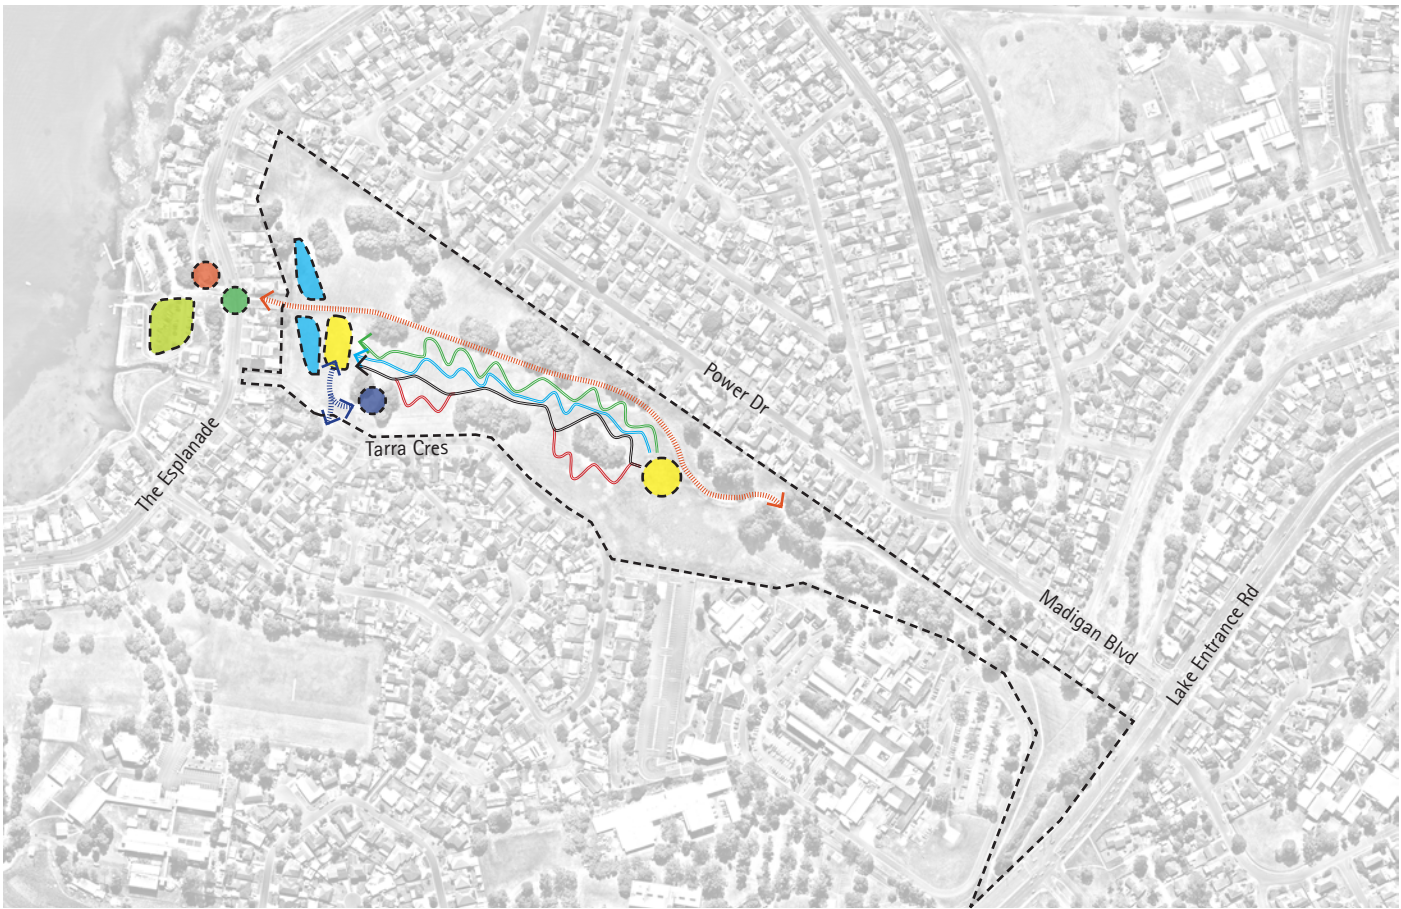 Power Dr
Tarra Cres
The Esplanade
Madigan Blvd
Lake Entrance Rd